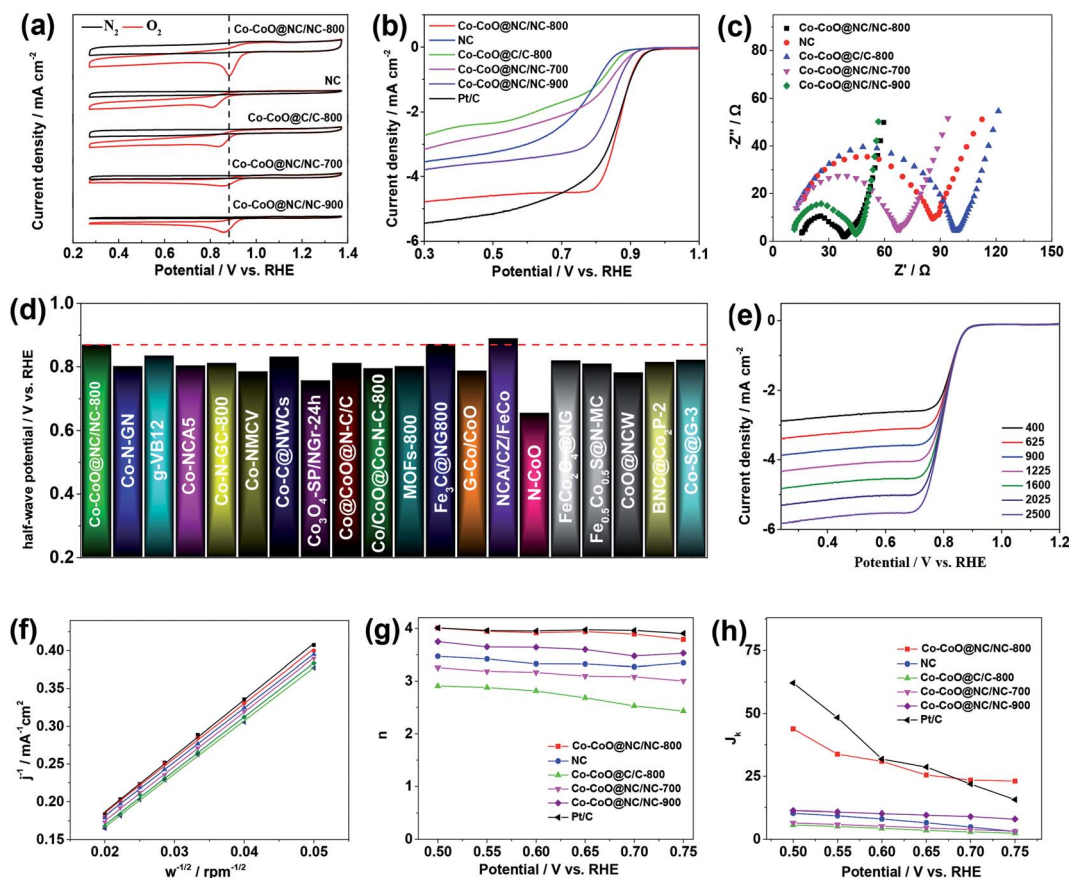 (a)
N₂ O₂
Co-CoO@NC/NC-800
NC
Co-CoO@C/C-800
Co-CoO@NC/NC-700
Co-CoO@NC/NC-900
Current density / mA cm⁻²
0.2 0.4 0.6 0.8 1.0 1.2 1.4
Potential / V vs. RHE
(b)
Co-CoO@NC/NC-800
NC
Co-CoO@C/C-800
Co-CoO@NC/NC-700
Co-CoO@NC/NC-900
Pt/C
Current density / mA cm⁻²
0
-2
-4
-6
0.3 0.5 0.7 0.9 1.1
Potential / V vs. RHE
(c)
Co-CoO@NC/NC-800
NC
Co-CoO@C/C-800
Co-CoO@NC/NC-700
Co-CoO@NC/NC-900
-Z'' / Ω
80
60
40
20
0
0 30 60 90 120 150
Z' / Ω
(d)
half-wave potential / V vs. RHE
1.0
0.8
0.6
0.4
0.2
Co-CoO@NC/NC-800
Co-N-GN
g-VB12
Co-NCA5
Co-N-GC-800
Co-NMCV
Co-C@NWCs
Co₃O₄-SP/NGr-24h
Co@CoO@N-C/C
Co/CoO@Co-N-C-800
MOFs-800
Fe₃C@NG800
G-Co/CoO
NCA/CZ/FeCo
N-CoO
FeCo₂O₄@NG
Fe₀.₅Co₀.₅S@N-MC
CoO@NCW
BNC@Co₂P-2
Co-S@G-3
(e)
Current density / mA cm⁻²
0
-2
-4
-6
400
625
900
1225
1600
2025
2500
0.4 0.6 0.8 1.0 1.2
Potential / V vs. RHE
(f)
j⁻¹ / mA⁻¹cm²
0.40
0.35
0.30
0.25
0.20
0.15
0.02 0.03 0.04 0.05
w⁻¹/² / rpm⁻¹/²
(g)
n
4
3
2
1
0
Co-CoO@NC/NC-800
NC
Co-CoO@C/C-800
Co-CoO@NC/NC-700
Co-CoO@NC/NC-900
Pt/C
0.50 0.55 0.60 0.65 0.70 0.75
Potential / V vs. RHE
(h)
Jₖ
75
50
25
0
Co-CoO@NC/NC-800
NC
Co-CoO@C/C-800
Co-CoO@NC/NC-700
Co-CoO@NC/NC-900
Pt/C
0.50 0.55 0.60 0.65 0.70 0.75
Potential / V vs. RHE